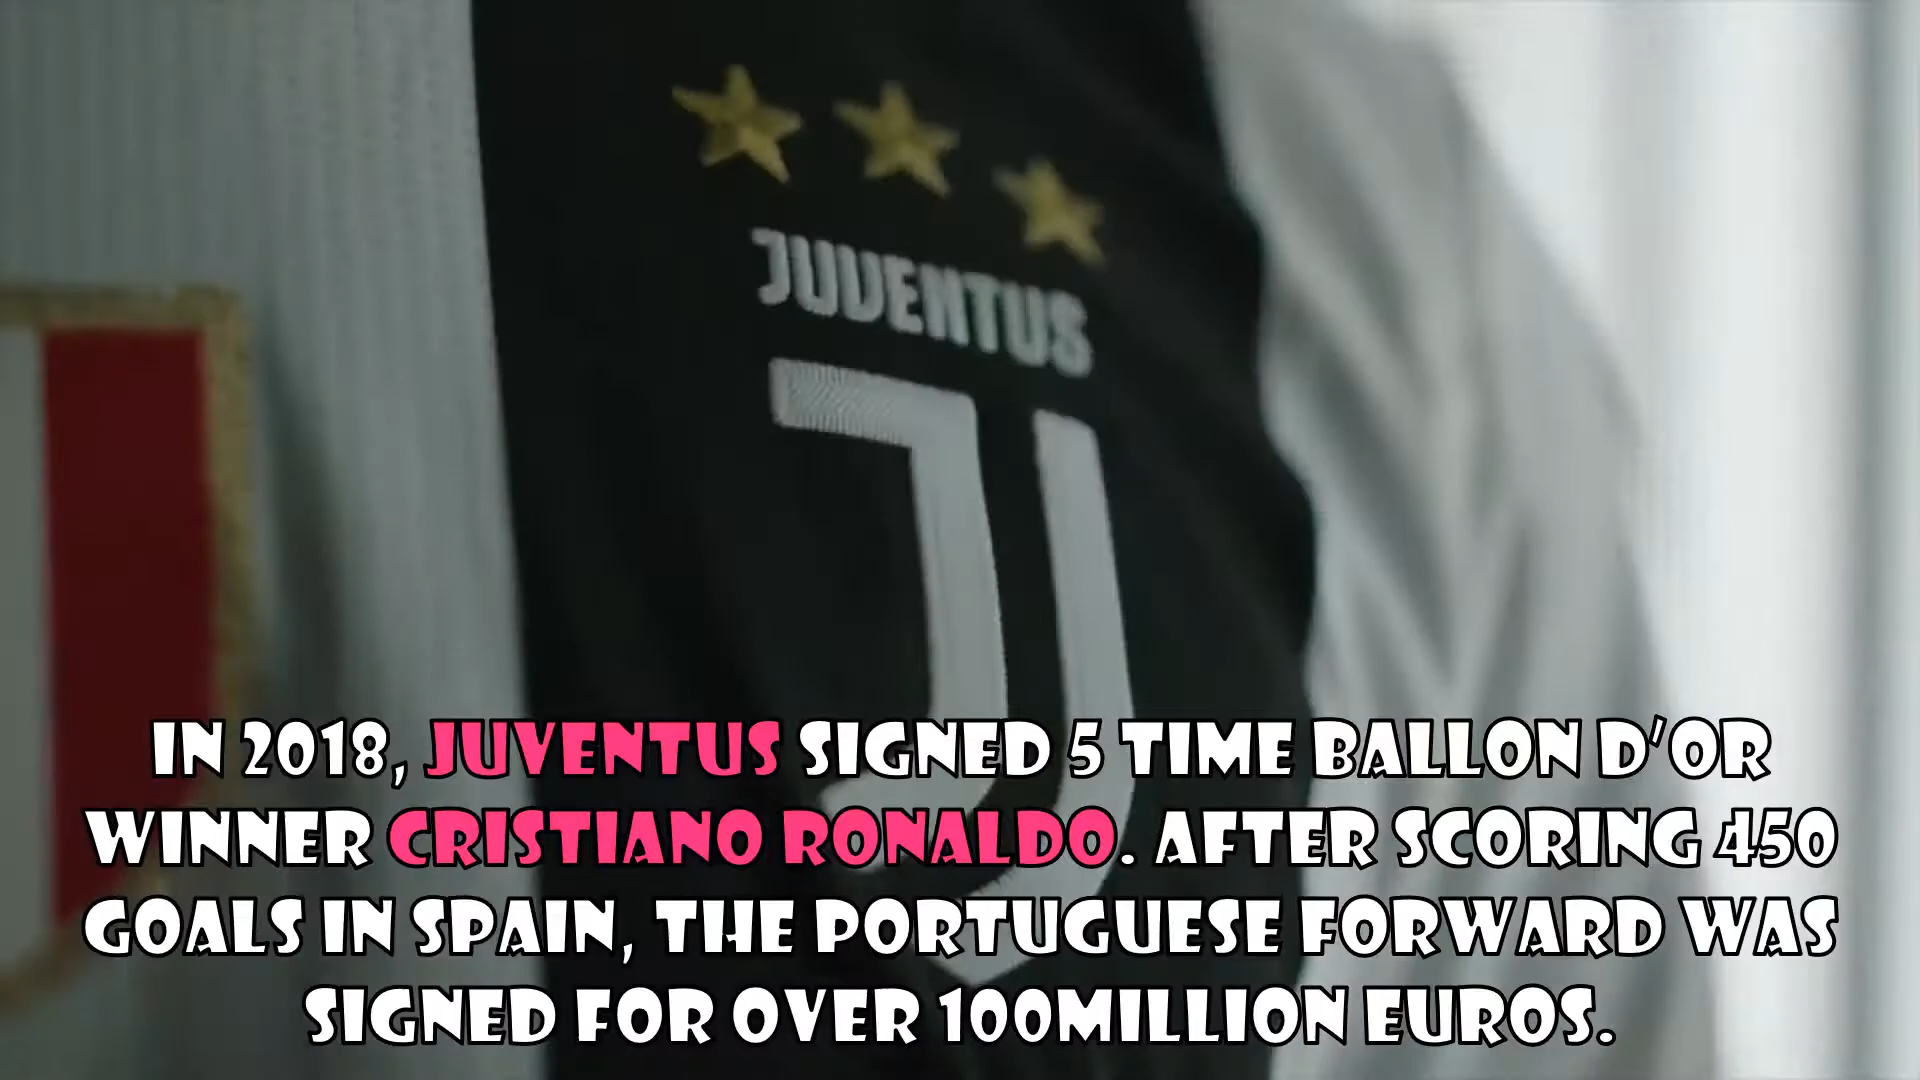 JUVENTUS
IN 2018, JUVENTUS SIGNED 5 TIME BALLON D'OR
WINNER CRISTIANO RONALDO. AFTER SCORING 450
GOALS IN SPAIN, THE PORTUGUESE FORWARD WAS
SIGNED FOR OVER 100MILLION EUROS.